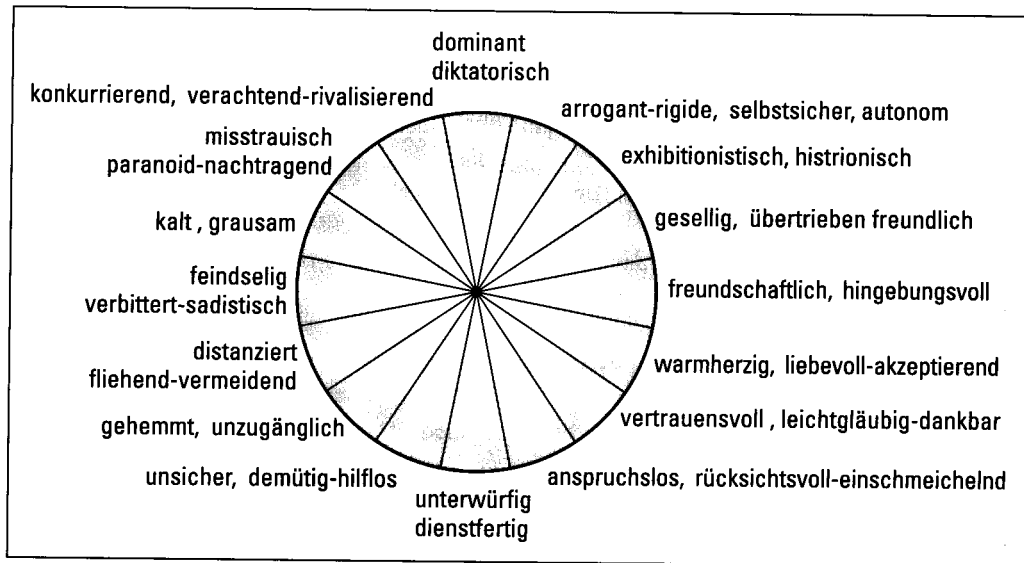 dominant
diktatorisch
konkurrierend, verachtend-rivalisierend
arrogant-rigide, selbstsicher, autonom
misstrauisch
paranoid-nachtragend
exhibitionistisch, histrionisch
kalt , grausam
gesellig, übertrieben freundlich
feindselig
verbittert-sadistisch
freundschaftlich, hingebungsvoll
distanziert
fliehend-vermeidend
warmherzig, liebevoll-akzeptierend
gehemmt, unzugänglich
vertrauensvoll , leichtgläubig-dankbar
unsicher, demütig-hilflos
anspruchslos, rücksichtsvoll-einschmeichelnd
unterwürfig
dienstfertig